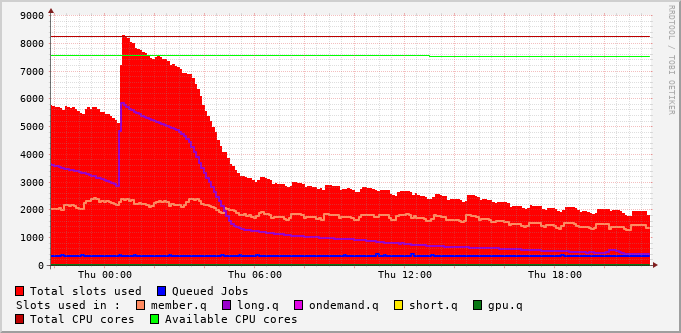 RRDTOOL / TOBI OETIKER
9000
8000
7000
6000
5000
4000
3000
2000
1000
0
Thu 00:00 Thu 06:00 Thu 12:00 Thu 18:00
Total slots used Queued Jobs
Slots used in : member.q long.q ondemand.q short.q gpu.q
Total CPU cores Available CPU cores